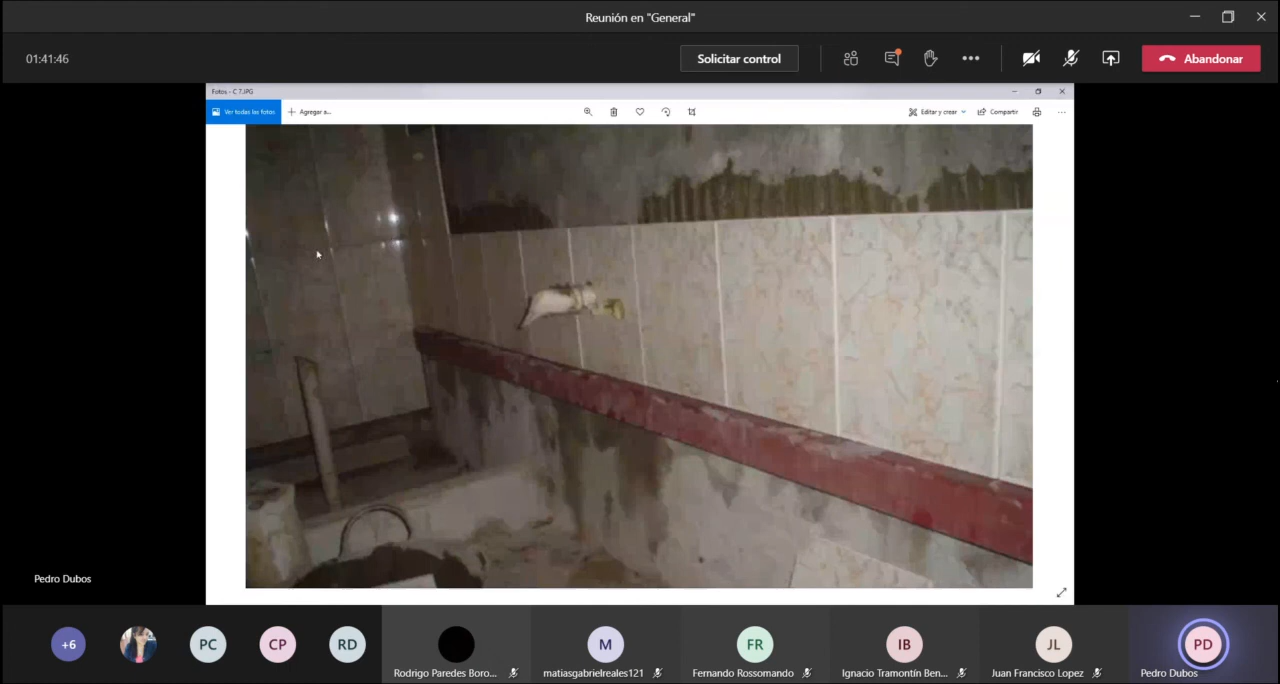 Reunión en "General"
01:41:46
Solicitar control
Abandonar
Fotos - C 7.JPG
Ver todas las fotos
Agregar a...
Editar y crear
Compartir
Pedro Dubos
+6
PC
CP
RD
Rodrigo Paredes Boro...
M
matiasgabrielreales121
FR
Fernando Rossomando
IB
Ignacio Tramontín Ben...
JL
Juan Francisco Lopez
PD
Pedro Dubos